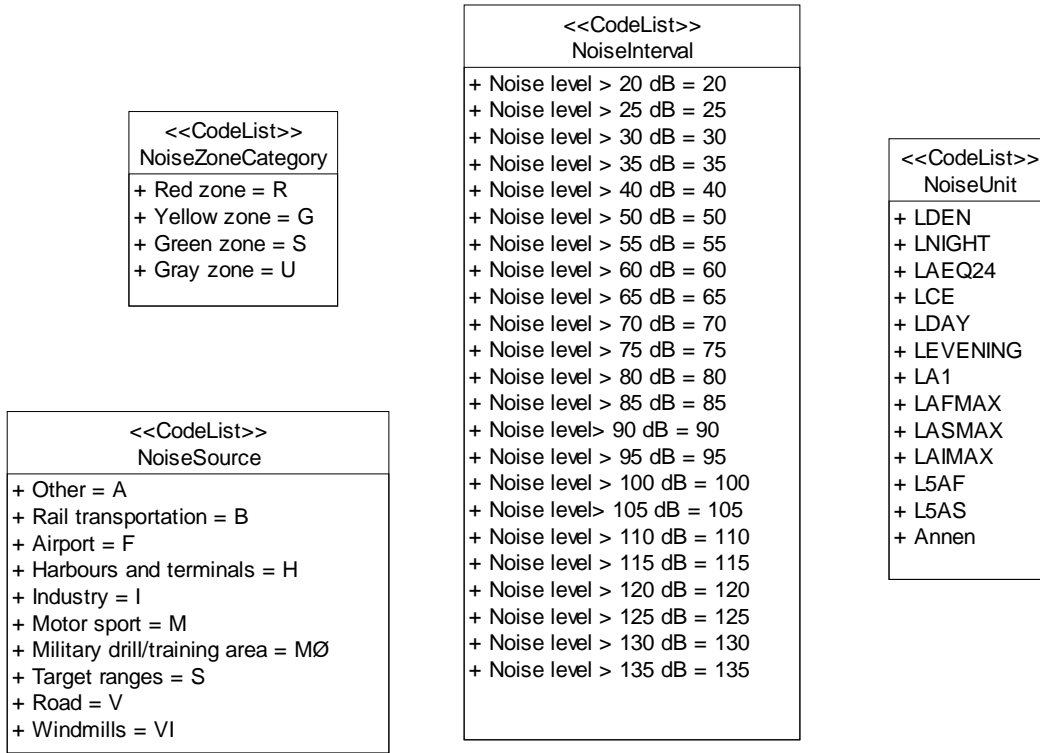 <<CodeList>>
NoiseZoneCategory
+ Red zone = R
+ Yellow zone = G
+ Green zone = S
+ Gray zone = U
<<CodeList>>
NoiseSource
+ Other = A
+ Rail transportation = B
+ Airport = F
+ Harbours and terminals = H
+ Industry = I
+ Motor sport = M
+ Military drill/training area = MØ
+ Target ranges = S
+ Road = V
+ Windmills = VI
<<CodeList>>
NoiseInterval
+ Noise level > 20 dB = 20
+ Noise level > 25 dB = 25
+ Noise level > 30 dB = 30
+ Noise level > 35 dB = 35
+ Noise level > 40 dB = 40
+ Noise level > 50 dB = 50
+ Noise level > 55 dB = 55
+ Noise level > 60 dB = 60
+ Noise level > 65 dB = 65
+ Noise level > 70 dB = 70
+ Noise level > 75 dB = 75
+ Noise level > 80 dB = 80
+ Noise level > 85 dB = 85
+ Noise level> 90 dB = 90
+ Noise level > 95 dB = 95
+ Noise level > 100 dB = 100
+ Noise level> 105 dB = 105
+ Noise level > 110 dB = 110
+ Noise level > 115 dB = 115
+ Noise level > 120 dB = 120
+ Noise level > 125 dB = 125
+ Noise level > 130 dB = 130
+ Noise level > 135 dB = 135
<<CodeList>>
NoiseUnit
+ LDEN
+ LNIGHT
+ LAEQ24
+ LCE
+ LDAY
+ LEVENING
+ LA1
+ LAFMAX
+ LASMAX
+ LAIMAX
+ L5AF
+ L5AS
+ Annen